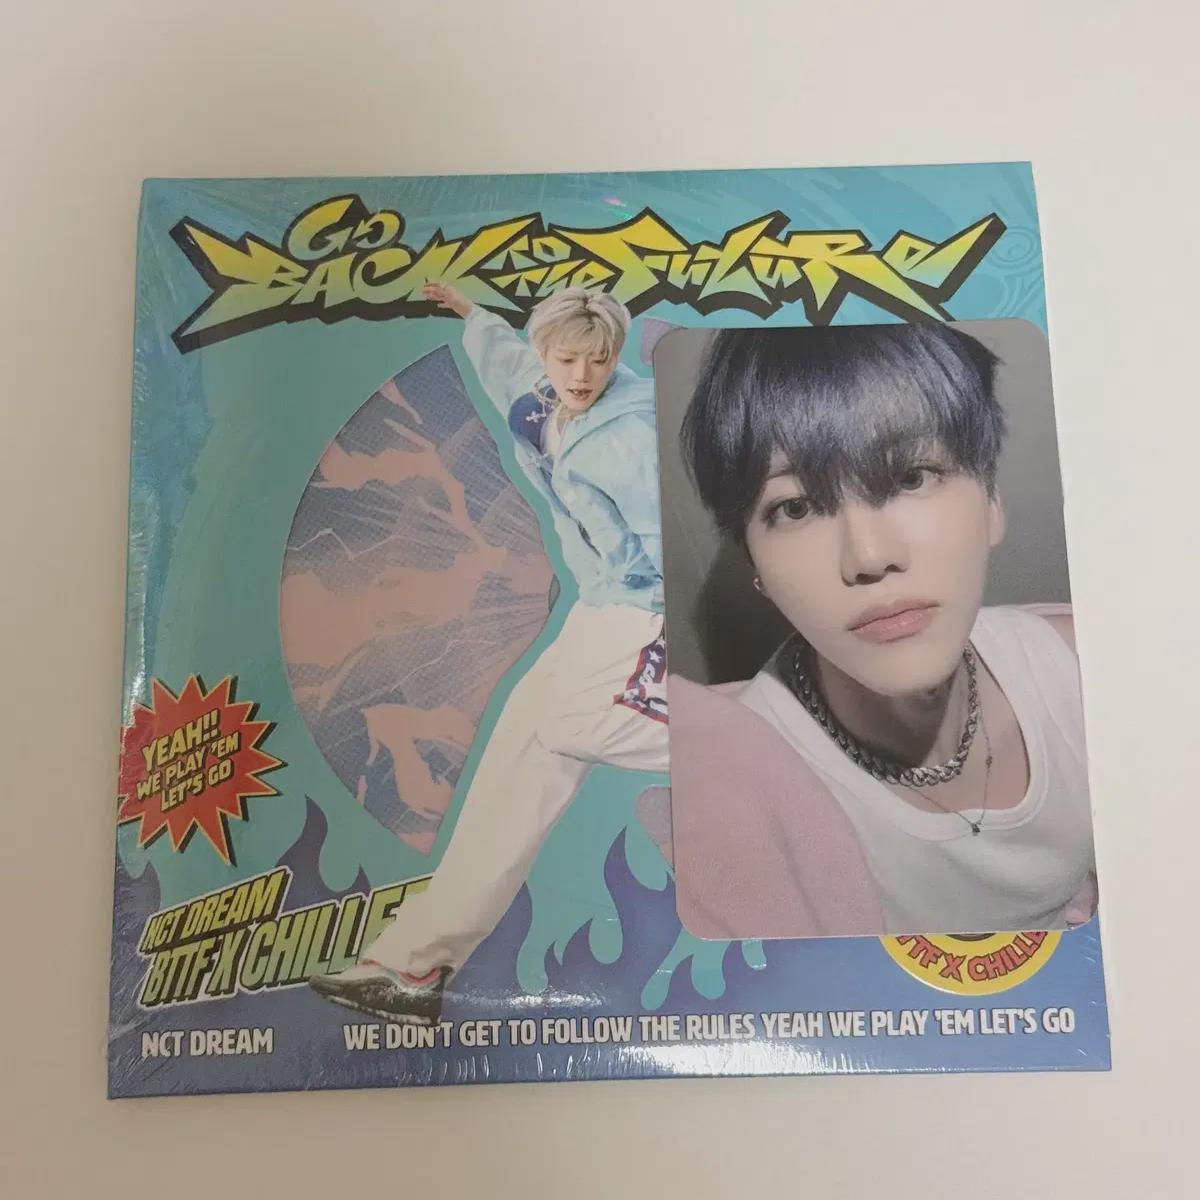 Go
BACK TO THE FUTURE
YEAH!!
WE PLAY 'EM
LET'S GO
NCT DREAM
BTTF X CHILLE
BTTF X CHILLE
NCT DREAM
WE DON'T GET TO FOLLOW THE RULES YEAH WE PLAY 'EM LET'S GO